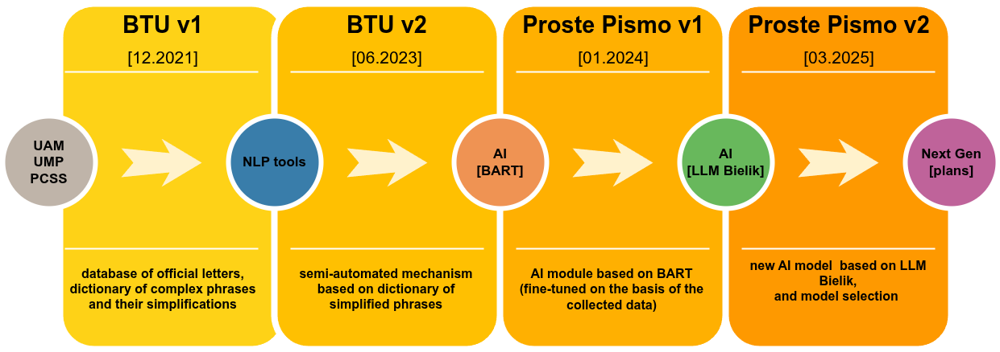 BTU v1
[12.2021]
BTU v2
[06.2023]
Proste Pismo v1
[01.2024]
Proste Pismo v2
[03.2025]
UAM
UMP
PCSS
NLP tools
AI
[BART]
AI
[LLM Bielik]
Next Gen
[plans]
database of official letters,
dictionary of complex phrases
and their simplifications
semi-automated mechanism
based on dictionary of
simplified phrases
AI module based on BART
(fine-tuned on the basis of the
collected data)
new AI model  based on LLM
Bielik,
and model selection